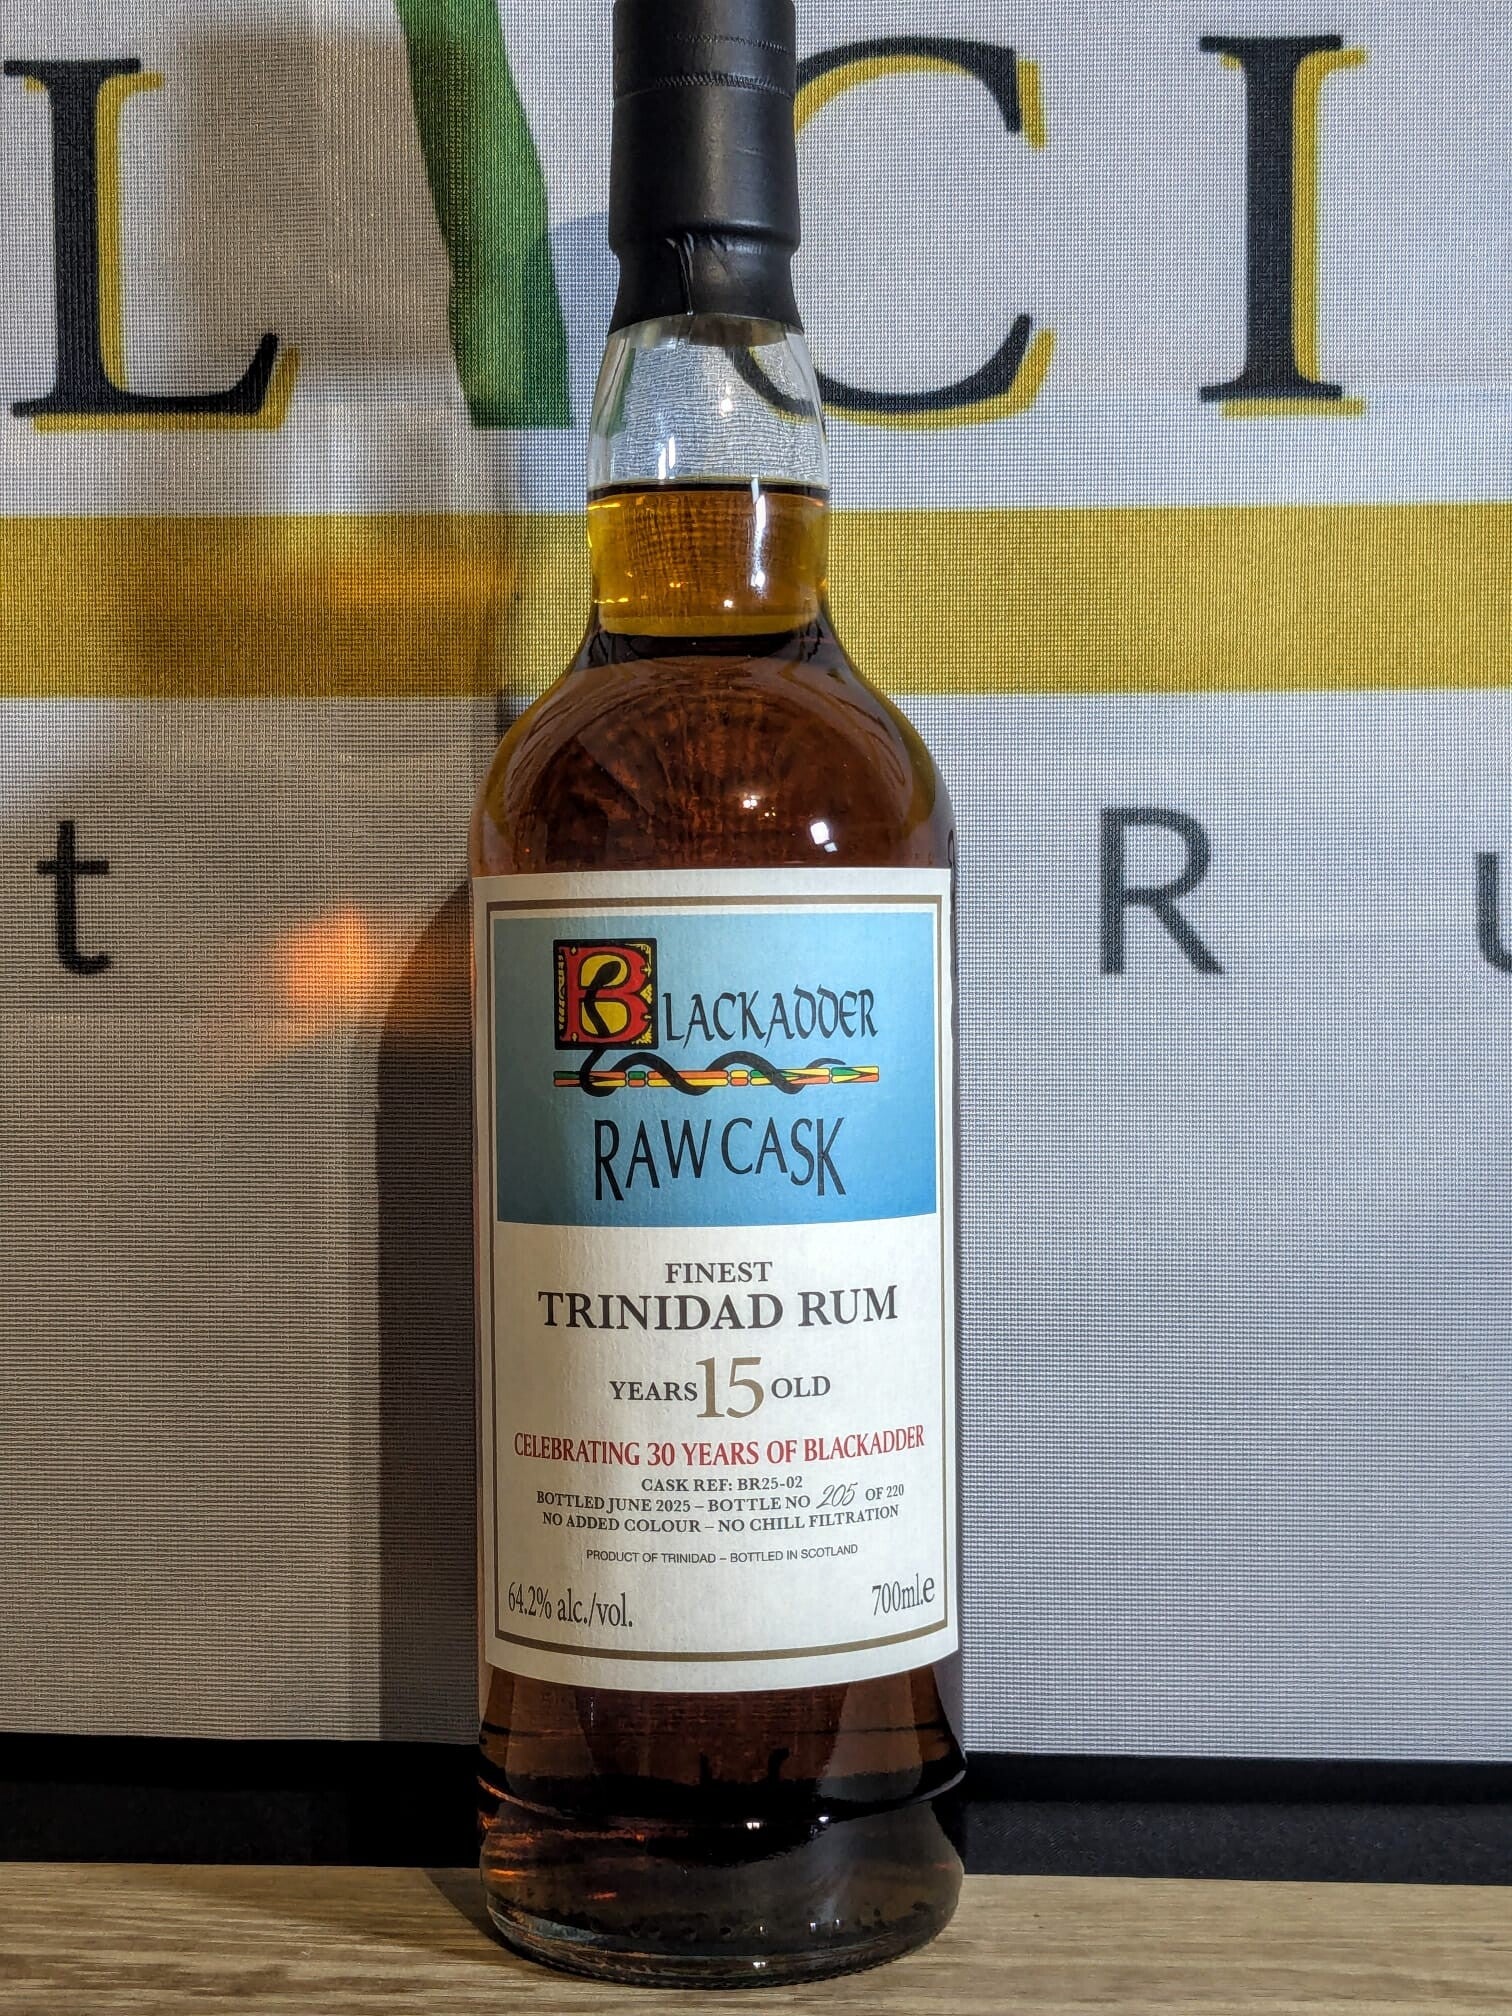 L CI
t Ru
BLACKADDER
RAW CASK
FINEST
TRINIDAD RUM
YEARS 15 OLD
CELEBRATING 30 YEARS OF BLACKADDER
CASK REF: BR25-02
BOTTLED JUNE 2025 – BOTTLE NO 205 OF 220
NO ADDED COLOUR – NO CHILL FILTRATION
PRODUCT OF TRINIDAD – BOTTLED IN SCOTLAND
64.2% alc./vol. 700ml.e